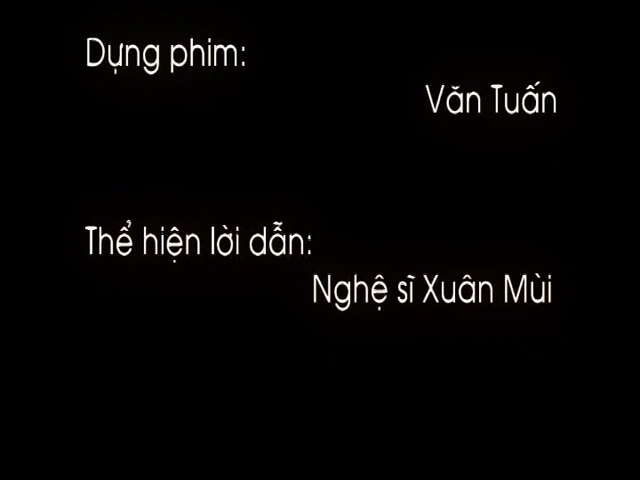 Dựng phim:
Văn Tuấn
Thể hiện lời dẫn:
Nghệ sĩ Xuân Mùi